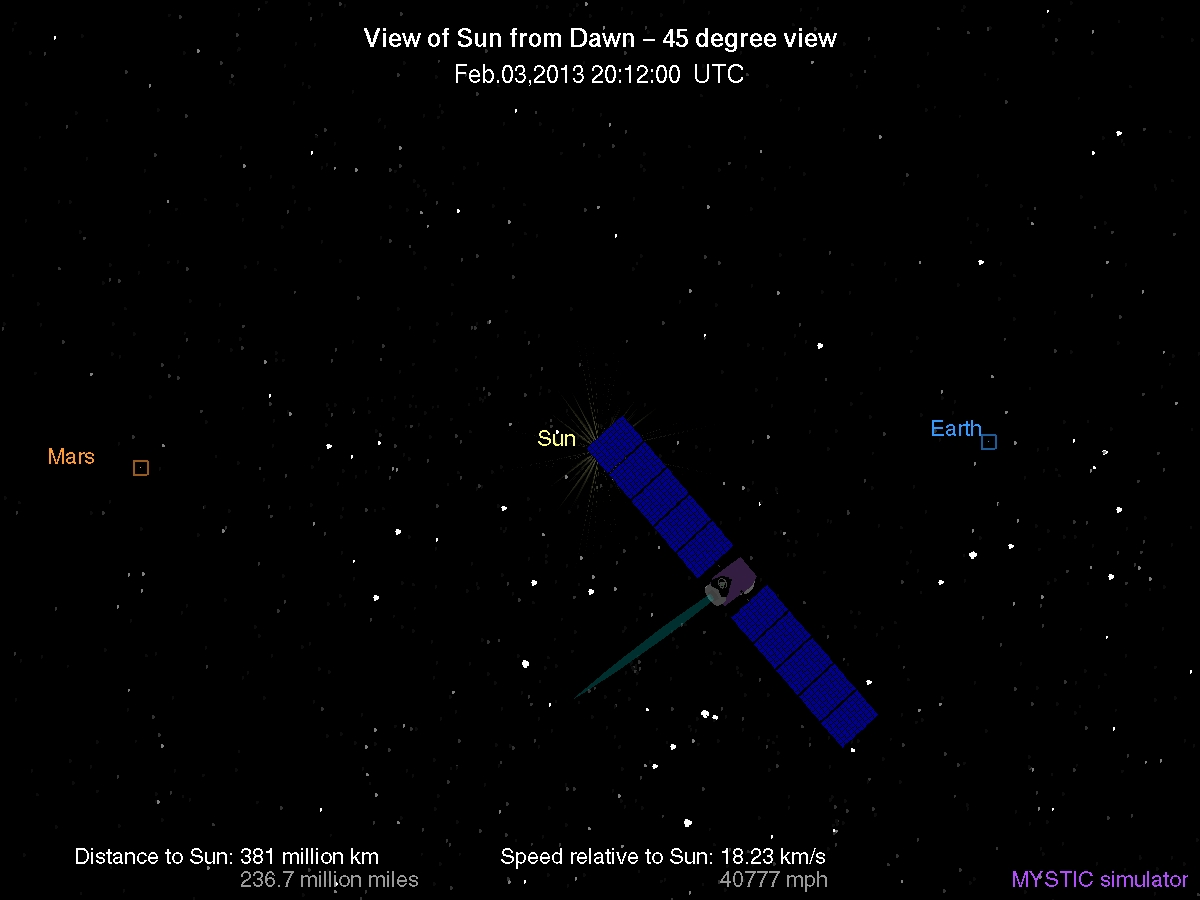 View of Sun from Dawn – 45 degree view
Feb.03,2013 20:12:00 UTC
Sun
Earth
Mars
Distance to Sun: 381 million km
236.7 million miles
Speed relative to Sun: 18.23 km/s
40777 mph
MYSTIC simulator